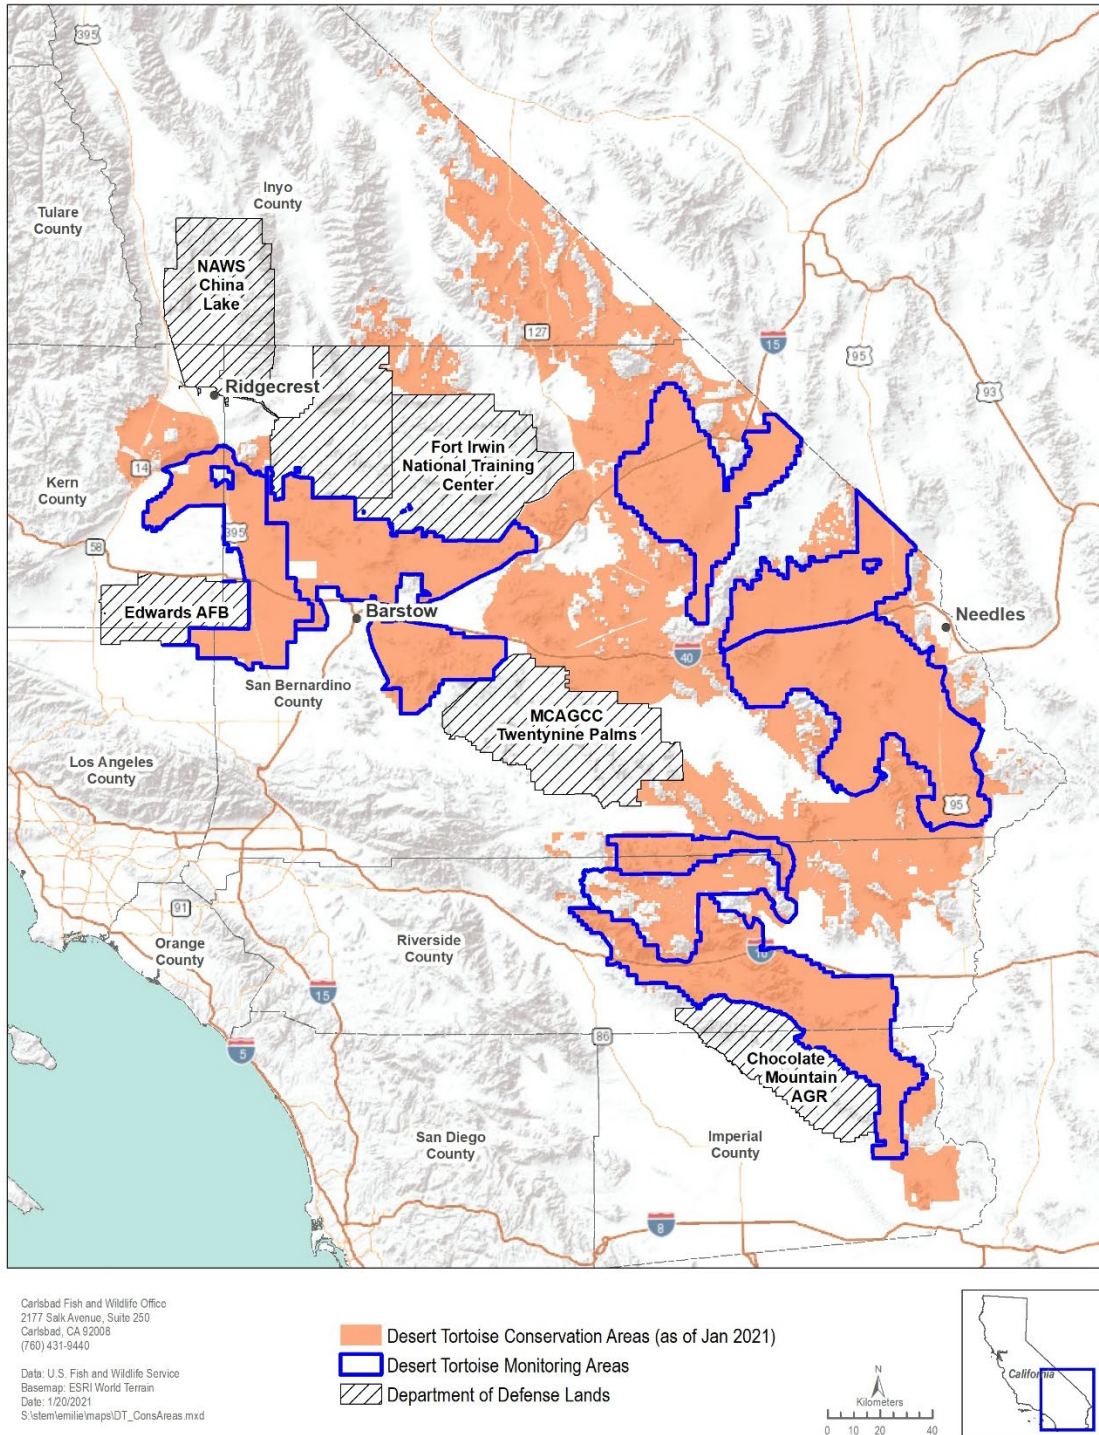 395
Inyo
County
Tulare
County
NAWS
China
Lake
127
15
95
Ridgecrest
93
Fort Irwin
National Training
Center
14
Kern
County
395
58
Edwards AFB
Barstow
Needles
40
San Bernardino
County
MCAGCC
Twentynine Palms
Los Angeles
County
95
91
Orange
County
Riverside
County
10
15
86
5
Chocolate
Mountain
AGR
San Diego
County
Imperial
County
8
Carlsbad Fish and Wildlife Office
2177 Salk Avenue, Suite 250
Carlsbad, CA 92008
(760) 431-9440
Data: U.S. Fish and Wildlife Service
Basemap: ESRI World Terrain
Date: 1/20/2021
S:\stem\emilie\maps\DT_ConsAreas.mxd
Desert Tortoise Conservation Areas (as of Jan 2021)
Desert Tortoise Monitoring Areas
Department of Defense Lands
N
Kilometers
0 10 20 40
California